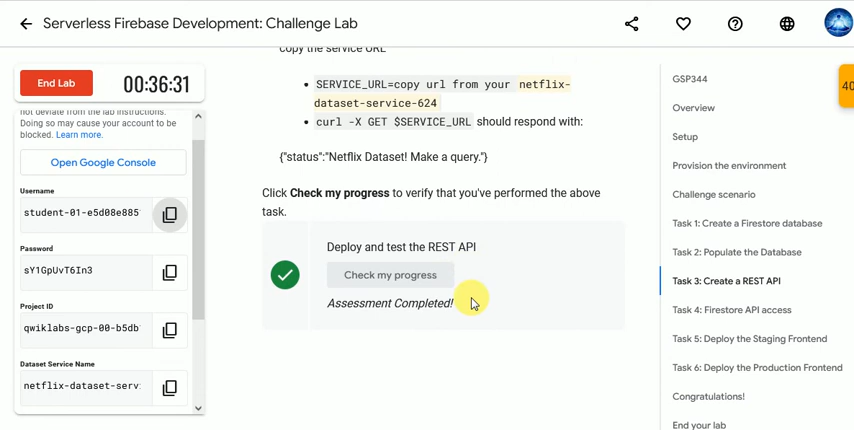 Serverless Firebase Development: Challenge Lab
End Lab
00:36:31
not deviate from the lab instructions.
Doing so may cause your account to be
blocked. Learn more.
Open Google Console
Username
student-01-e5d08e885
Password
sY1GpUvT6In3
Project ID
qwiklabs-gcp-00-b5db
Dataset Service Name
netflix-dataset-serv
copy the service URL
• SERVICE_URL=copy url from your netflix-
dataset-service-624
• curl -X GET $SERVICE_URL should respond with:
{"status":"Netflix Dataset! Make a query."}
Click Check my progress to verify that you've performed the above
task.
Deploy and test the REST API
Check my progress
Assessment Completed!
GSP344
Overview
Setup
Provision the environment
Challenge scenario
Task 1: Create a Firestore database
Task 2: Populate the Database
Task 3: Create a REST API
Task 4: Firestore API access
Task 5: Deploy the Staging Frontend
Task 6: Deploy the Production Frontend
Congratulations!
End your lab
40